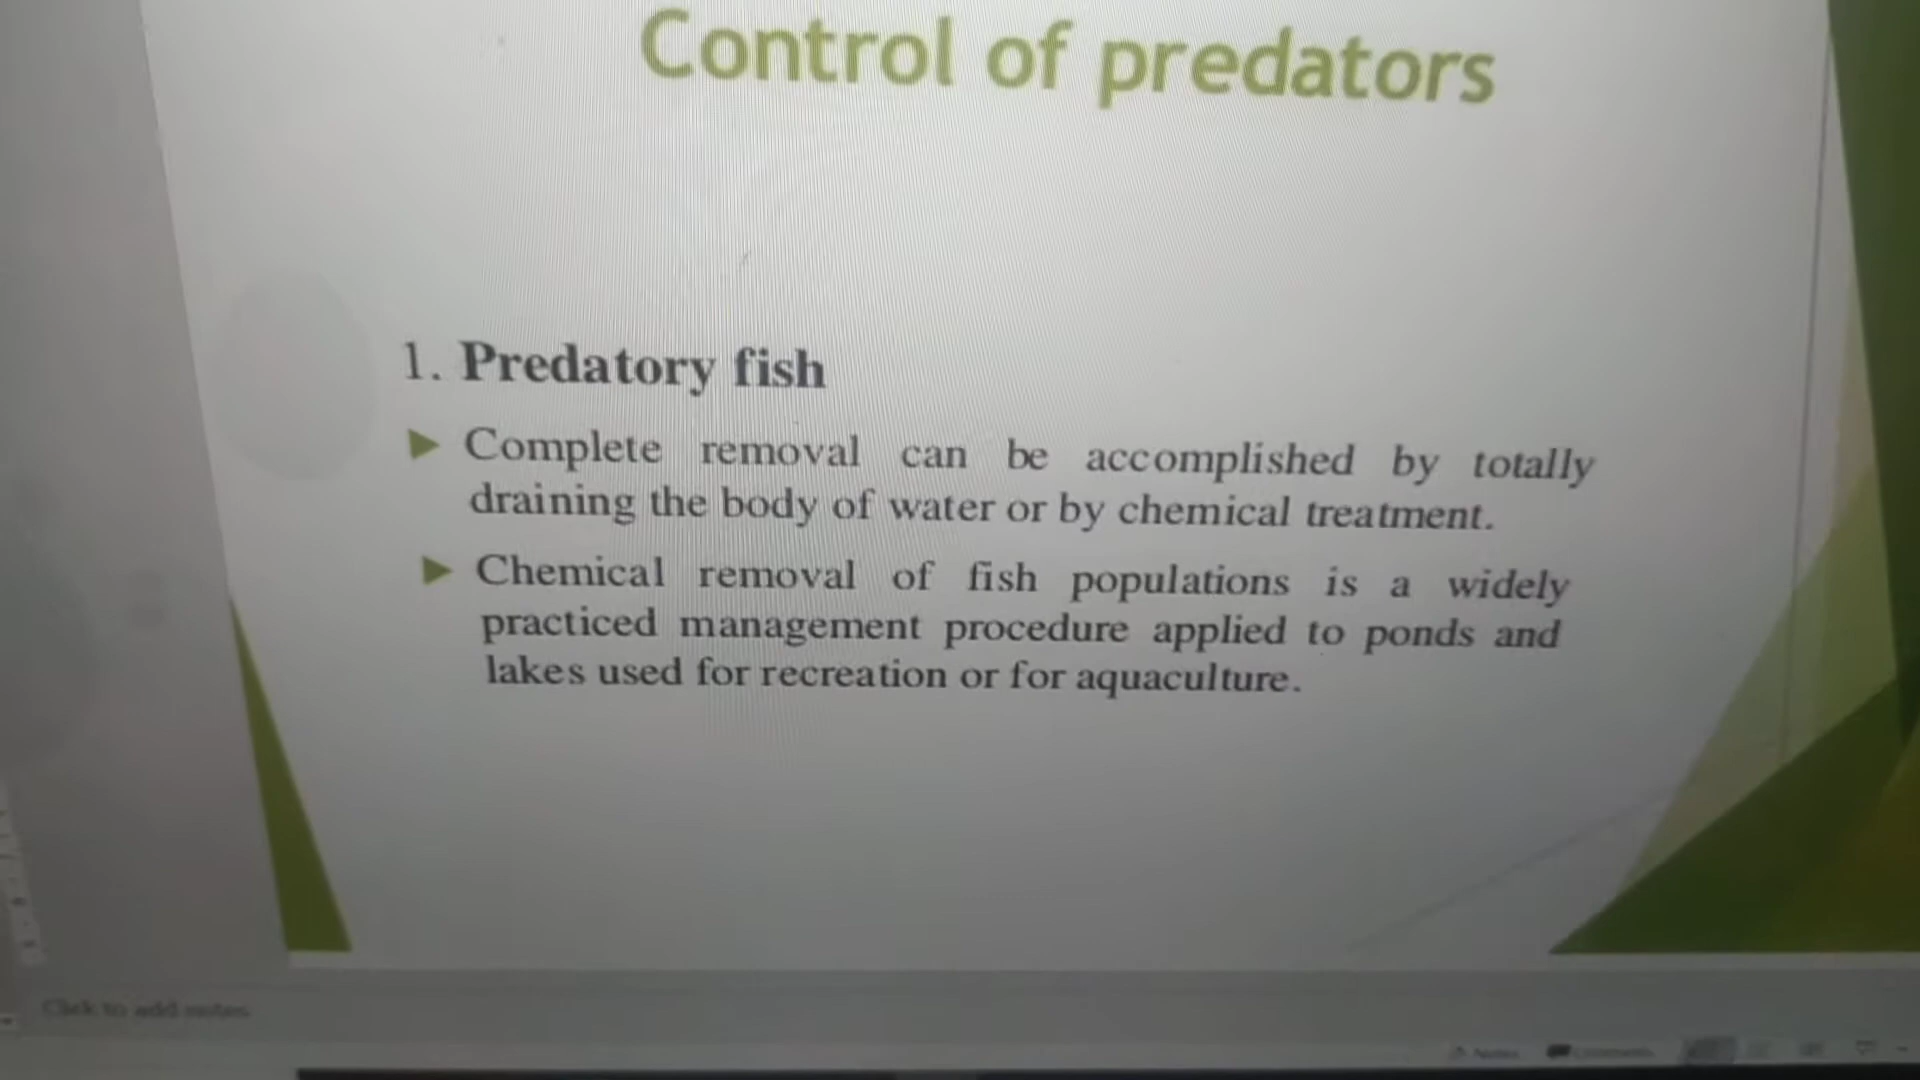 Control of predators
1. Predatory fish
Complete removal can be accomplished by totally
draining the body of water or by chemical treatment.
Chemical removal of fish populations is a widely
practiced management procedure applied to ponds and
lakes used for recreation or for aquaculture.
Click to add notes
Notes
Comments